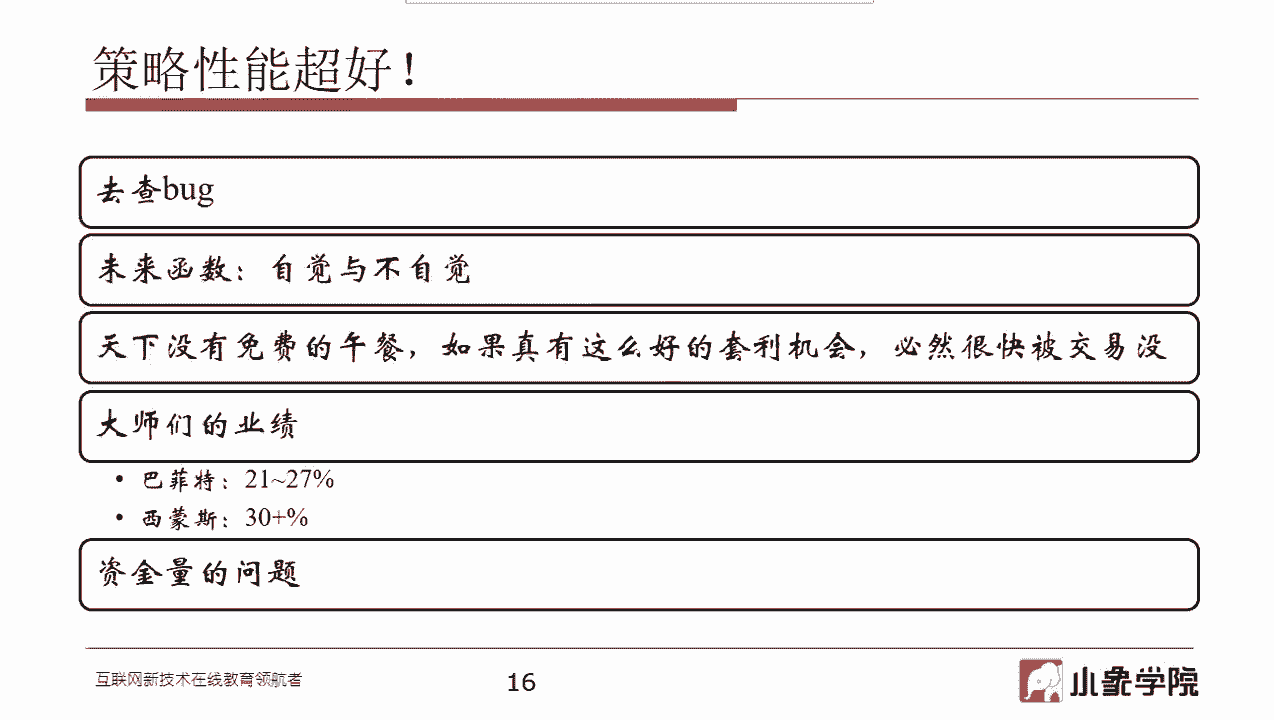 策略性能超好！
去查bug
未来函数：自觉与不自觉
天下没有免费的午餐，如果真有这么好的套利机会，必然很快被交易没
大师们的业绩
• 巴菲特：21~27%
• 西蒙斯：30+%
资金量的问题
互联网新技术在线教育领航者
16
小象学院